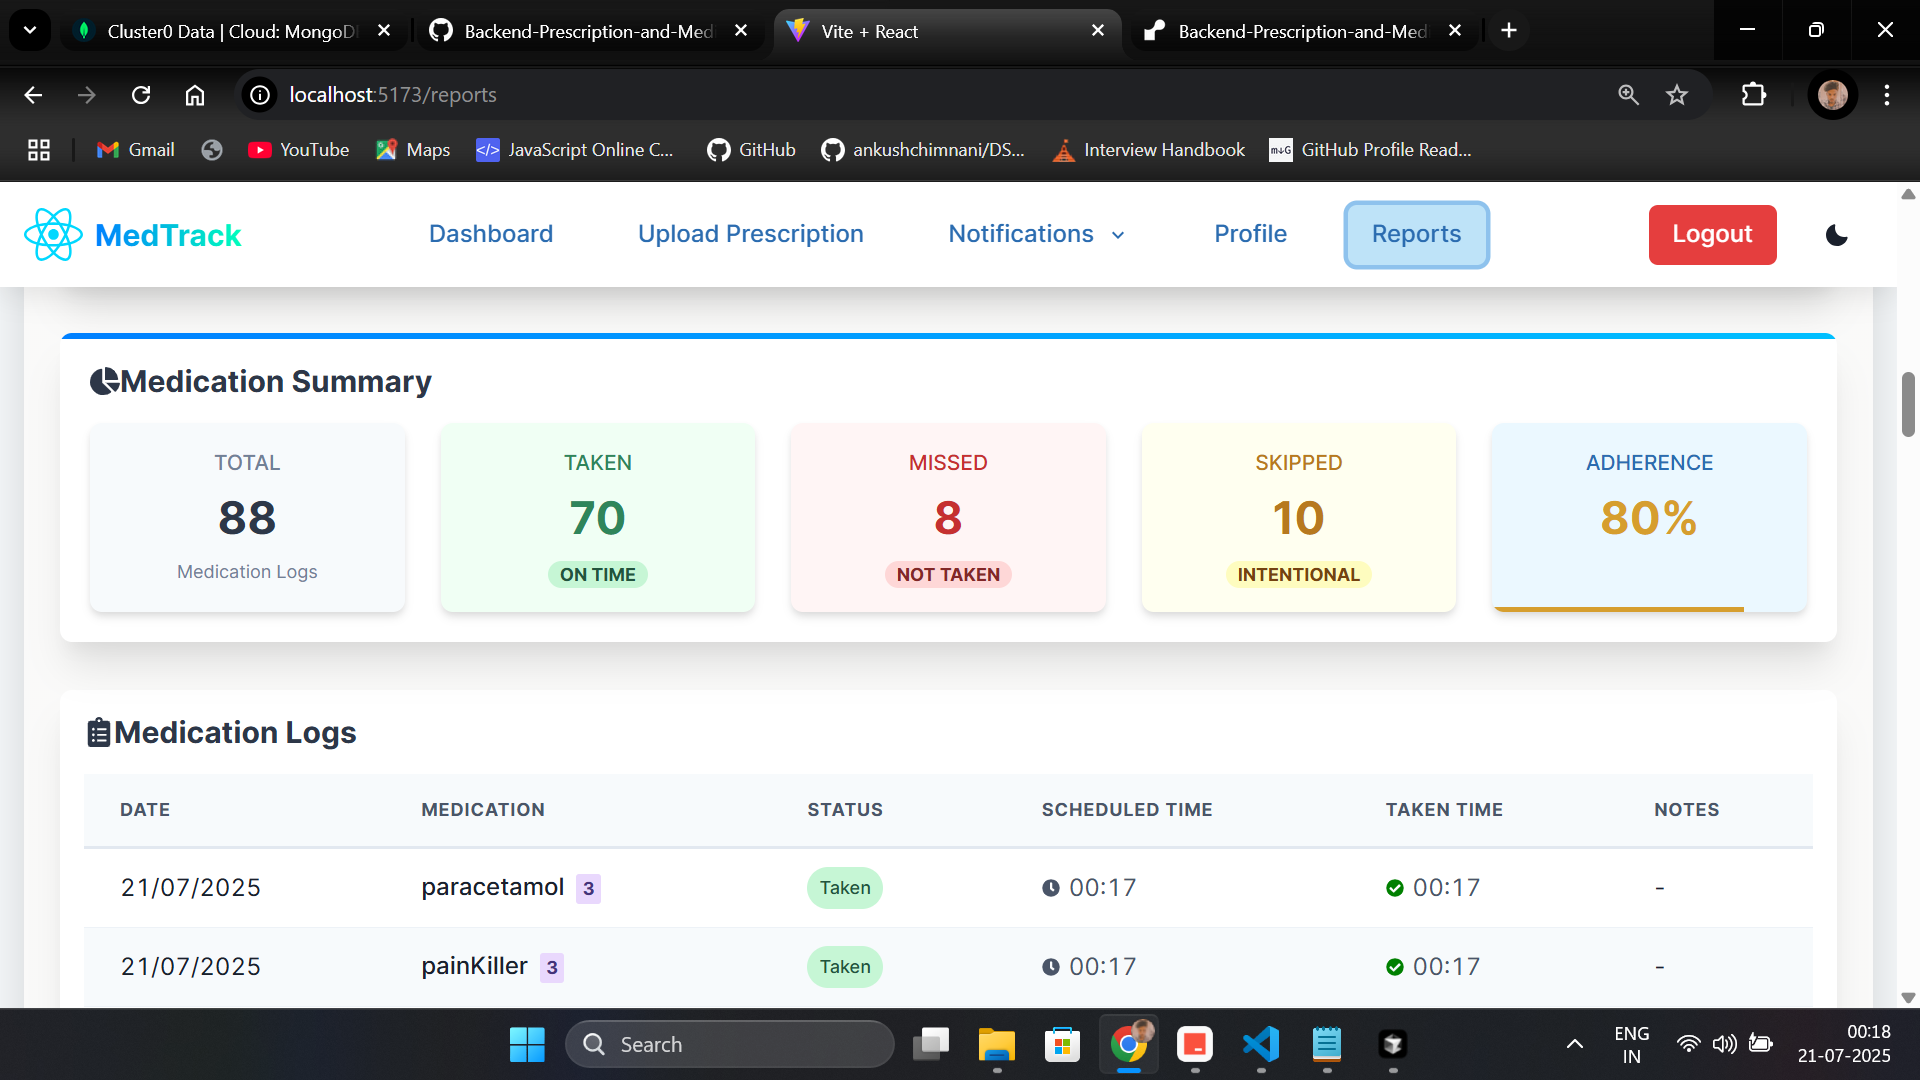 Cluster0 Data | Cloud: MongoD
Backend-Prescription-and-Med
Vite + React
Backend-Prescription-and-Med
localhost:5173/reports
Gmail
YouTube
Maps
JavaScript Online C...
GitHub
ankushchimnani/DS...
Interview Handbook
GitHub Profile Read...
MedTrack
Dashboard
Upload Prescription
Notifications
Profile
Reports
Logout
Medication Summary
TOTAL
88
Medication Logs
TAKEN
70
ON TIME
MISSED
8
NOT TAKEN
SKIPPED
10
INTENTIONAL
ADHERENCE
80%
Medication Logs
DATE MEDICATION STATUS SCHEDULED TIME TAKEN TIME NOTES
21/07/2025 paracetamol 3 Taken 00:17 00:17 -
21/07/2025 painKiller 3 Taken 00:17 00:17 -
Search
ENG
IN
00:18
21-07-2025